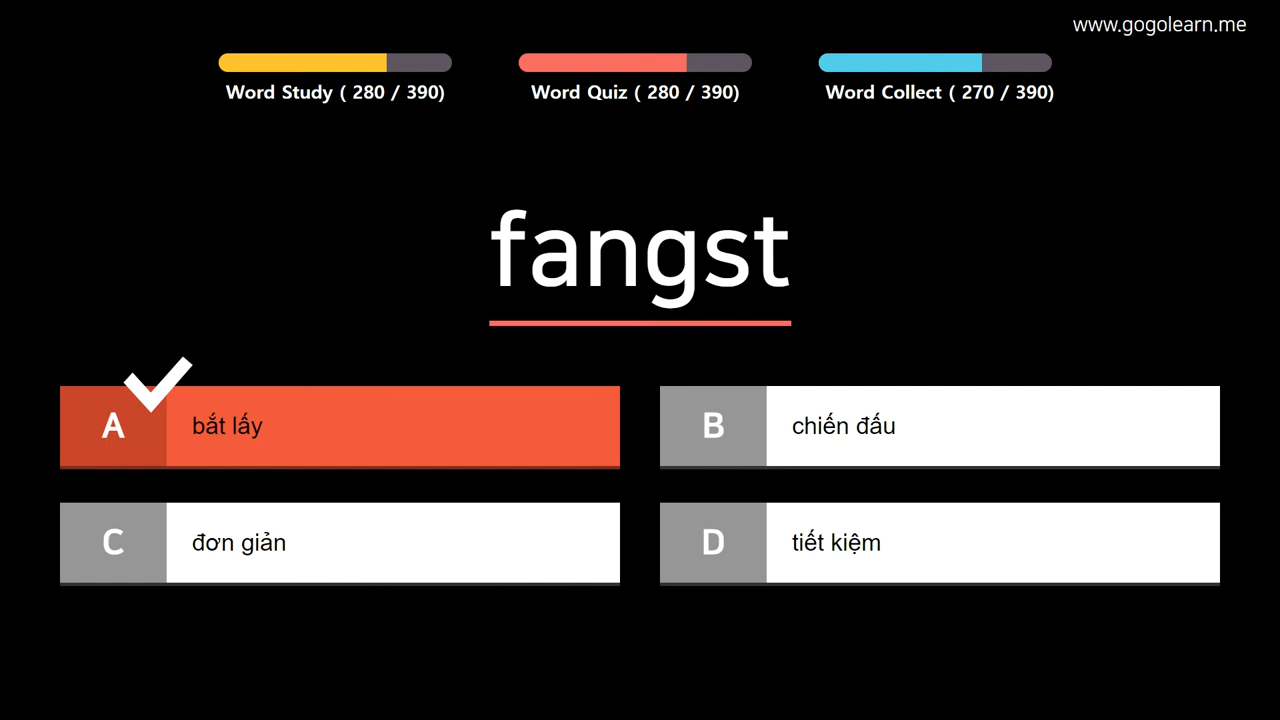 www.gogolearn.me
Word Study ( 280 / 390)
Word Quiz ( 280 / 390)
Word Collect ( 270 / 390)
fangst
A
bắt lấy
B
chiến đấu
C
đơn giản
D
tiết kiệm